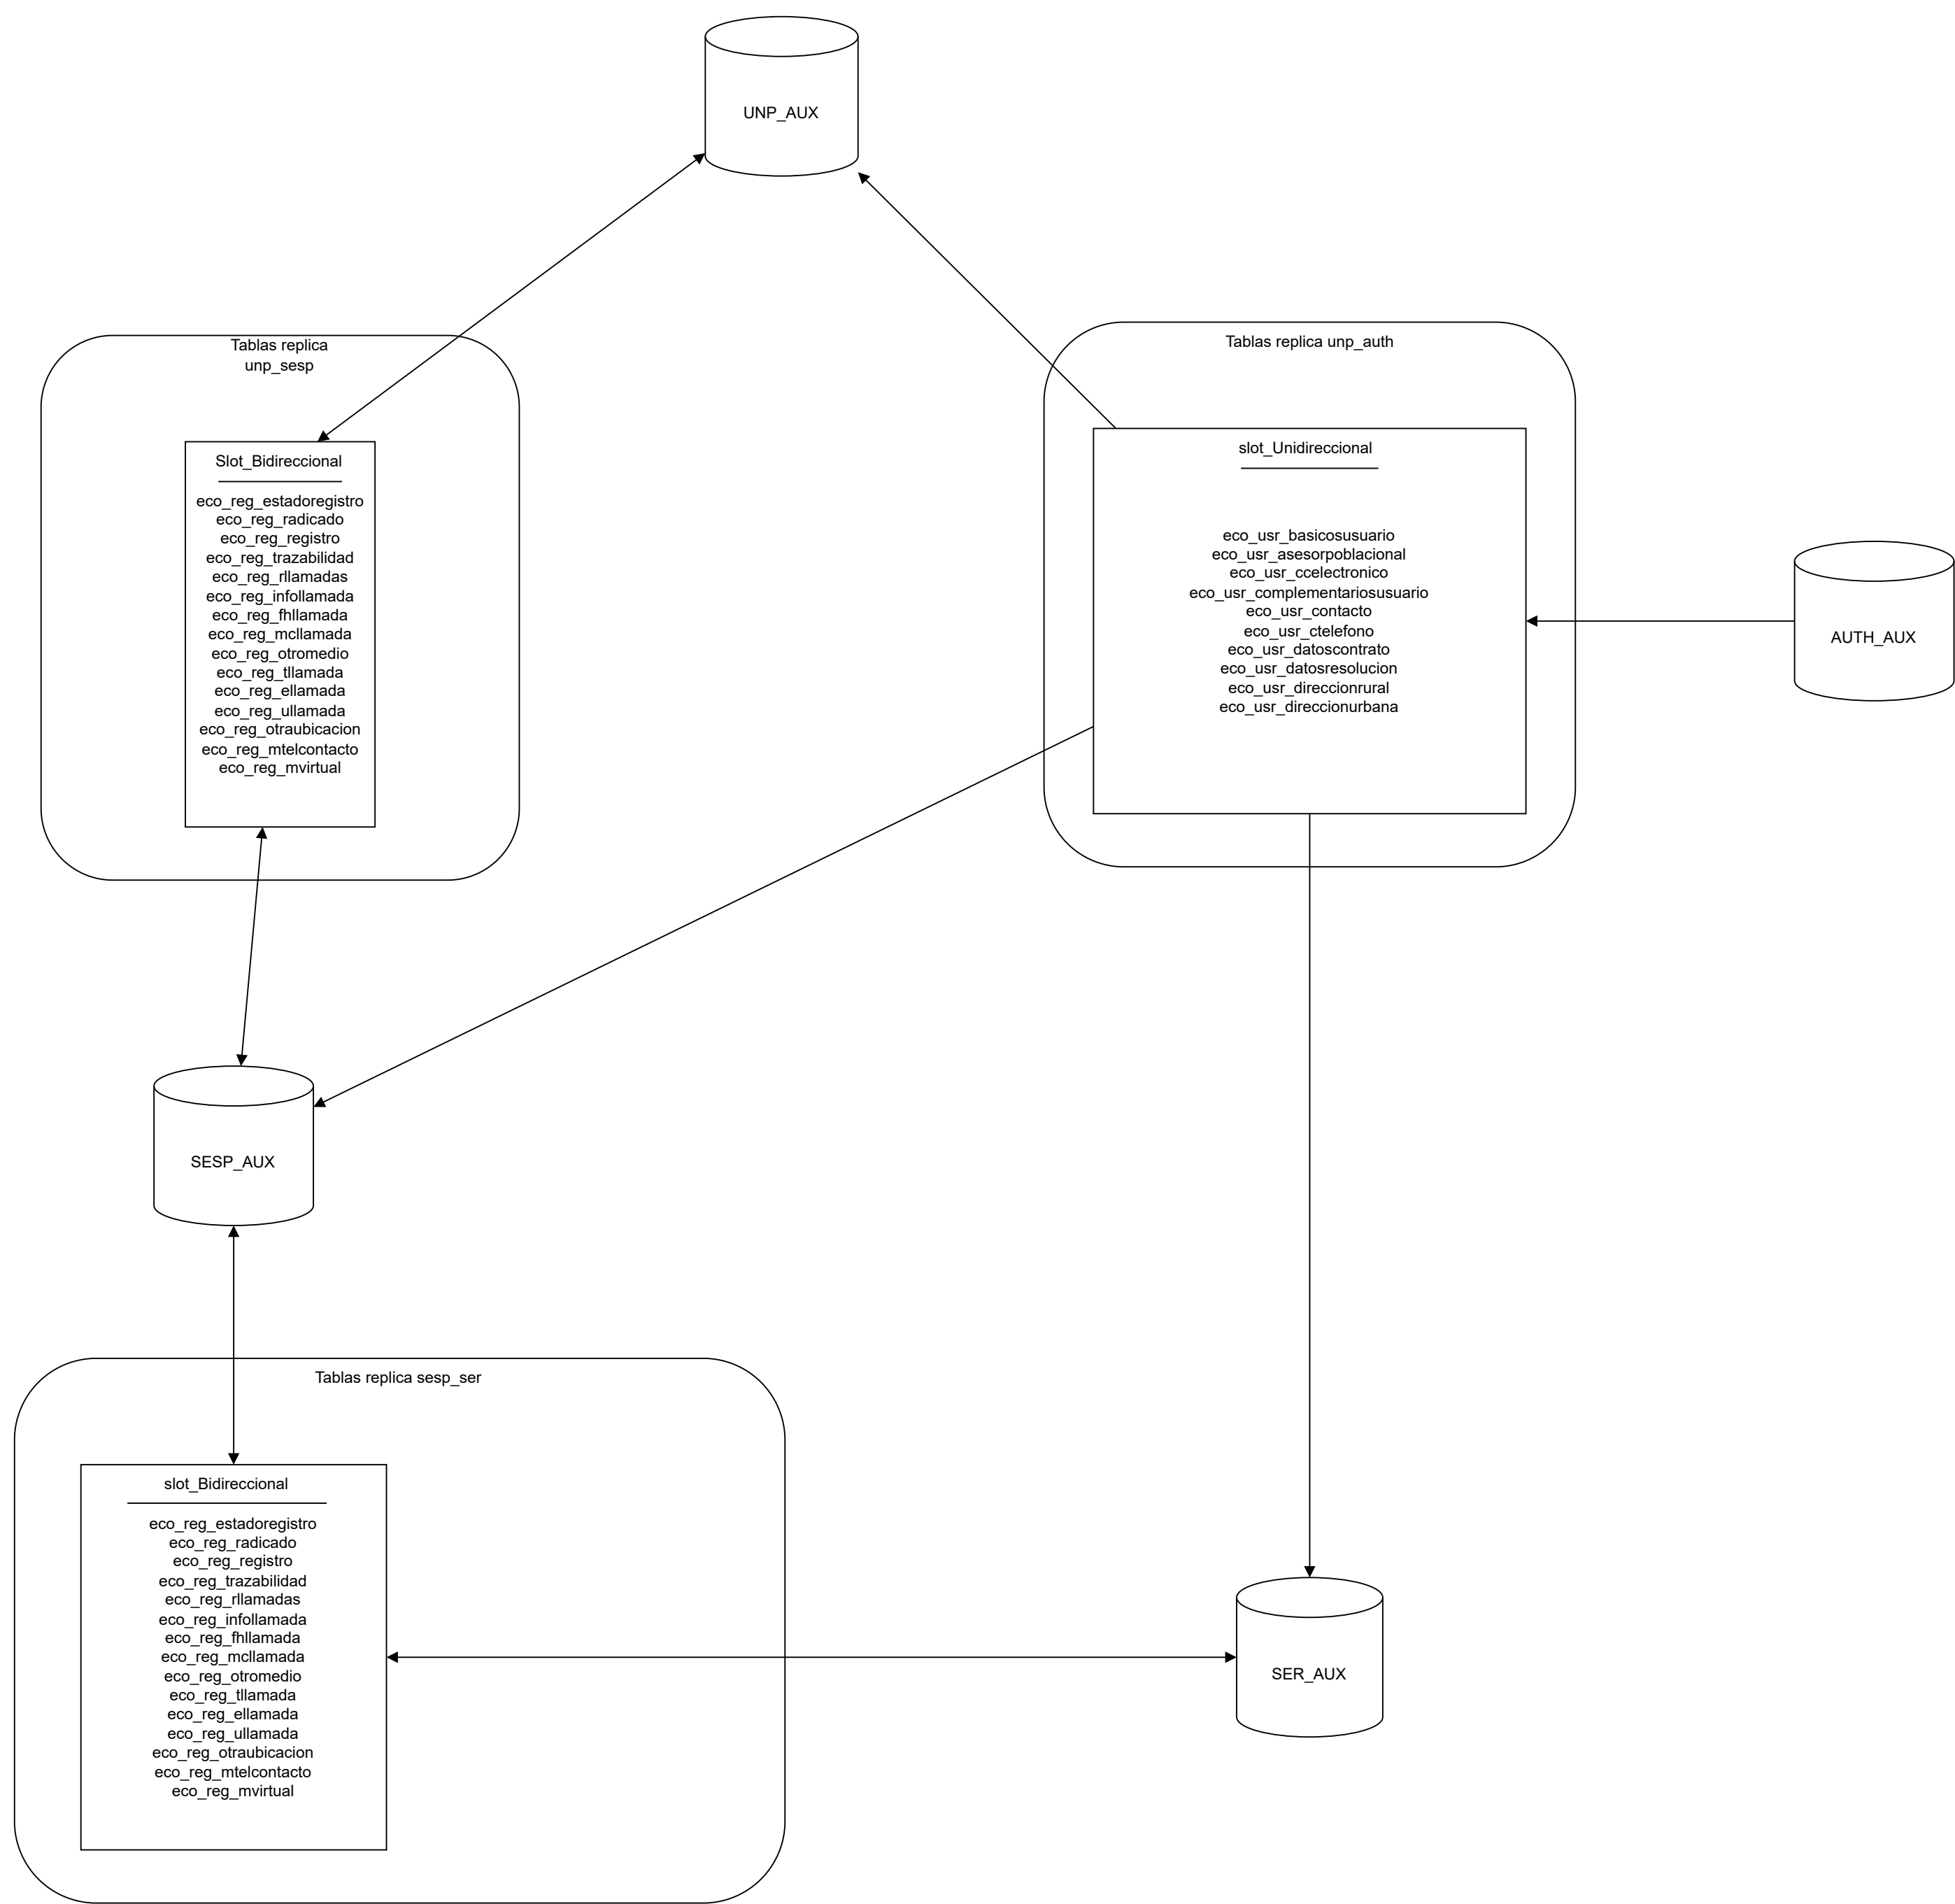 UNP_AUX
Tablas replica
unp_sesp
Slot_Bidireccional
eco_reg_estadoregistro
eco_reg_radicado
eco_reg_registro
eco_reg_trazabilidad
eco_reg_rllamadas
eco_reg_infollamada
eco_reg_fhllamada
eco_reg_mcllamada
eco_reg_otromedio
eco_reg_tllamada
eco_reg_ellamada
eco_reg_ullamada
eco_reg_otraubicacion
eco_reg_mtelcontacto
eco_reg_mvirtual
Tablas replica unp_auth
slot_Unidireccional
eco_usr_basicosusuario
eco_usr_asesorpoblacional
eco_usr_ccelectronico
eco_usr_complementariosusuario
eco_usr_contacto
eco_usr_ctelefono
eco_usr_datoscontrato
eco_usr_datosresolucion
eco_usr_direccionrural
eco_usr_direccionurbana
AUTH_AUX
SESP_AUX
Tablas replica sesp_ser
slot_Bidireccional
eco_reg_estadoregistro
eco_reg_radicado
eco_reg_registro
eco_reg_trazabilidad
eco_reg_rllamadas
eco_reg_infollamada
eco_reg_fhllamada
eco_reg_mcllamada
eco_reg_otromedio
eco_reg_tllamada
eco_reg_ellamada
eco_reg_ullamada
eco_reg_otraubicacion
eco_reg_mtelcontacto
eco_reg_mvirtual
SER_AUX